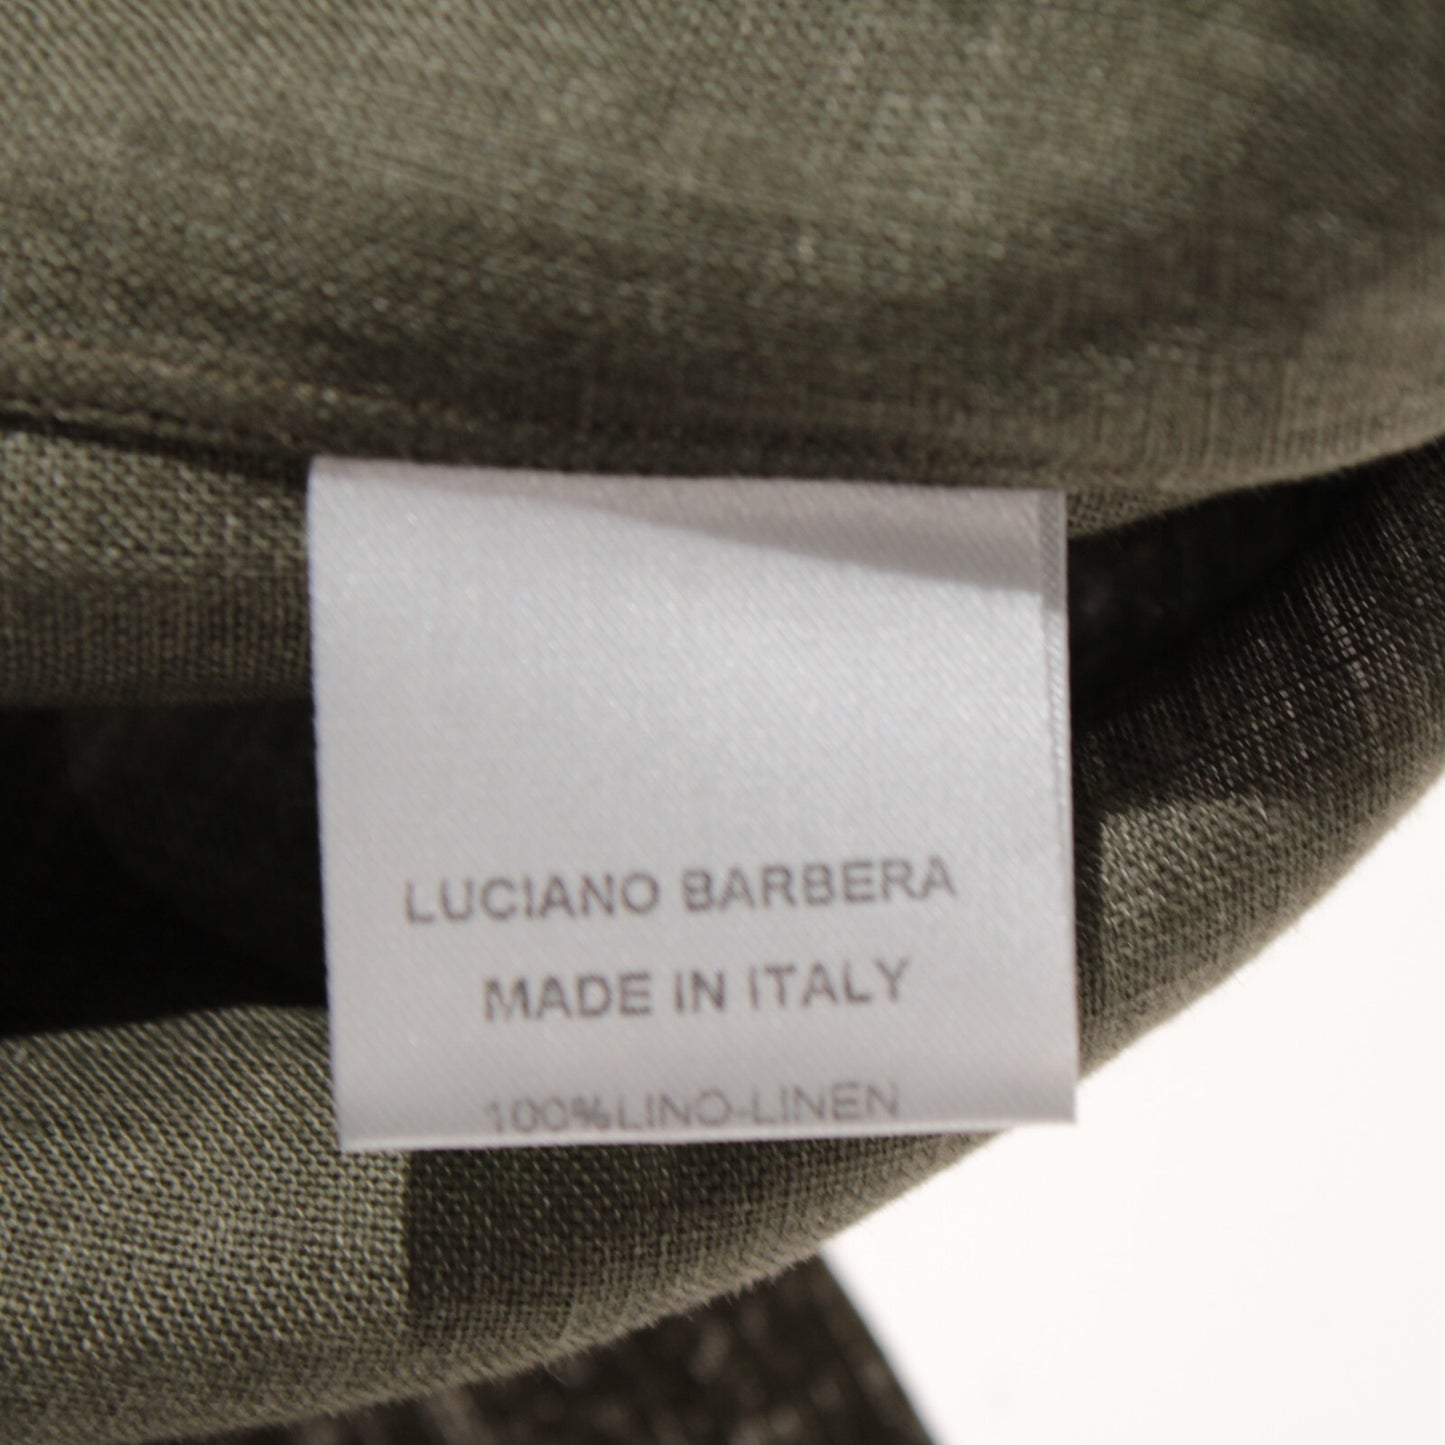 LUCIANO BARBERA
MADE IN ITALY
100%LINO-LINEN